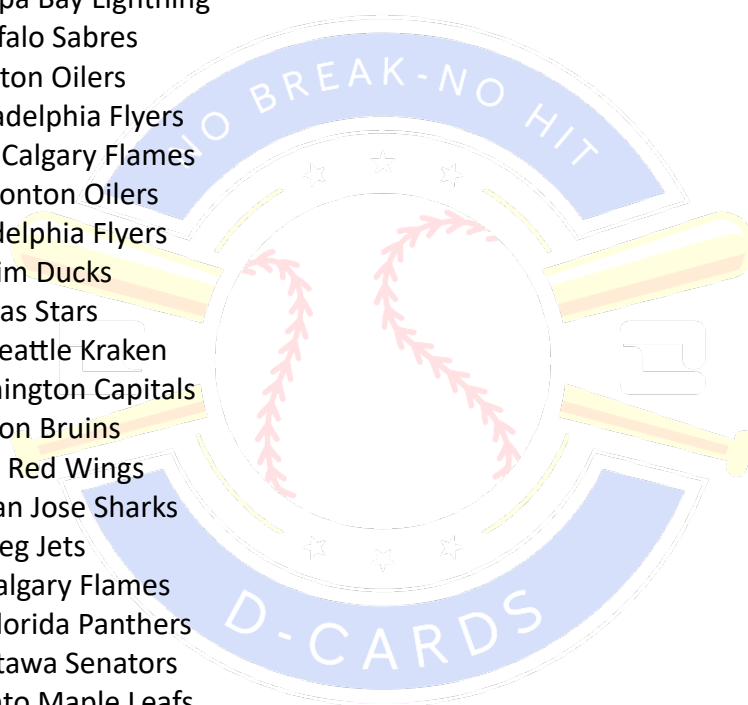 pa Bay Lightning
falo Sabres
ton Oilers
adelphia Flyers
Calgary Flames
onton Oilers
delphia Flyers
im Ducks
as Stars
eattle Kraken
hington Capitals
on Bruins
Red Wings
an Jose Sharks
eg Jets
algary Flames
lorida Panthers
tawa Senators
nto Maple Leafs
NO BREAK-NO HIT
D-CARDS